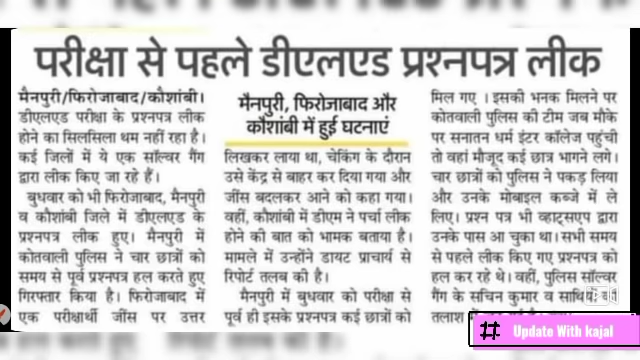 परीक्षा से पहले डीएलएड प्रश्नपत्र लीक
मैनपुरी/फिरोजाबाद/कौशांबी।
डीएलएड परीक्षा के प्रश्नपत्र लीक
होने का सिलसिला थम नहीं रहा है।
कई जिलों में ये एक सॉल्वर गैंग
द्वारा लीक किए जा रहे हैं।
बुधवार को भी फिरोजाबाद, मैनपुरी
व कौशांबी जिले में डीएलएड के
प्रश्नपत्र लीक हुए। मैनपुरी में
कोतवाली पुलिस ने चार छात्रों को
समय से पूर्व प्रश्नपत्र हल करते हुए
गिरफ्तार किया है। फिरोजाबाद में
एक परीक्षार्थी जींस पर उत्तर
मैनपुरी, फिरोजाबाद और
कौशांबी में हुई घटनाएं
लिखकर लाया था, चेकिंग के दौरान
उसे केंद्र से बाहर कर दिया गया और
जींस बदलकर आने को कहा गया।
वहीं, कौशांबी में डीएम ने पर्चा लीक
होने की बात को भामक बताया है।
मामले में उन्होंने डायट प्राचार्य से
रिपोर्ट तलब की है।
मैनपुरी में बुधवार को परीक्षा से
पूर्व ही इसके प्रश्नपत्र कई छात्रों को
मिल गए । इसकी भनक मिलने पर
कोतवाली पुलिस की टीम जब मौके
पर सनातन धर्म इंटर कॉलेज पहुंची
तो वहां मौजूद कई छात्र भागने लगे।
चार छात्रों को पुलिस ने पकड़ लिया
और उनके मोबाइल कब्जे में ले
लिए। प्रश्न पत्र भी व्हाट्सएप द्वारा
उनके पास आ चुका था। सभी समय
से पहले लीक किए गए प्रश्नपत्र को
हल कर रहे थे। वहीं, पुलिस सॉल्वर
गैंग के सचिन कुमार व
तलाश
# Update With kajal